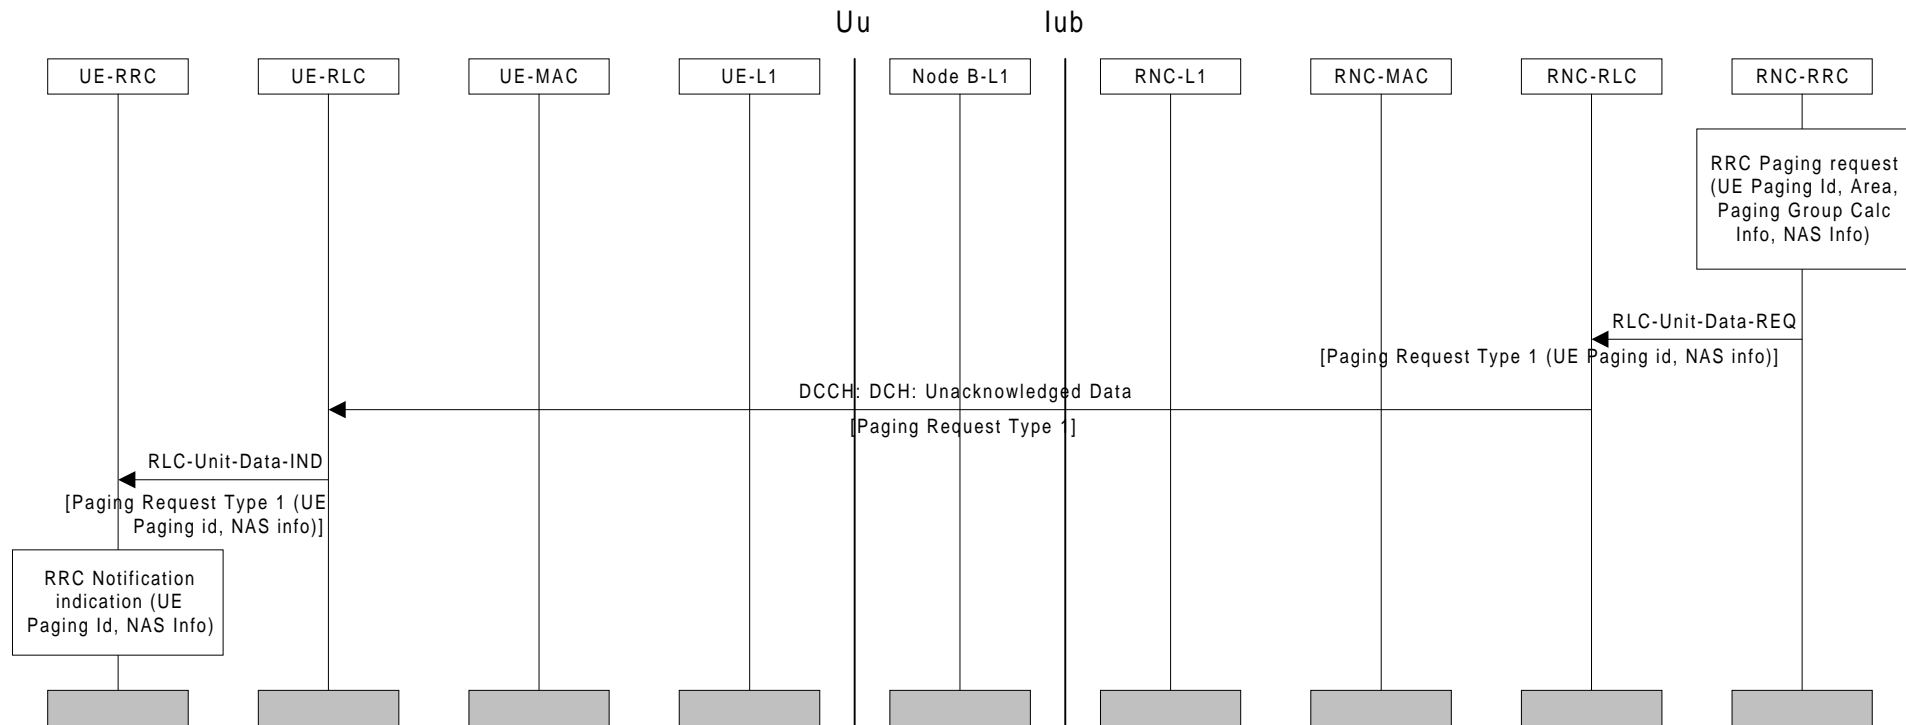 Uu
Iub
UE-RRC
UE-RLC
UE-MAC
UE-L1
Node B-L1
RNC-L1
RNC-MAC
RNC-RLC
RNC-RRC
RRC Paging request
(UE Paging Id, Area,
Paging Group Calc
Info, NAS Info)
RLC-Unit-Data-REQ
[Paging Request Type 1 (UE Paging id, NAS info)]
DCCH: DCH: Unacknowledged Data
[Paging Request Type 1]
RLC-Unit-Data-IND
[Paging Request Type 1 (UE
Paging id, NAS info)]
RRC Notification
indication (UE
Paging Id, NAS Info)